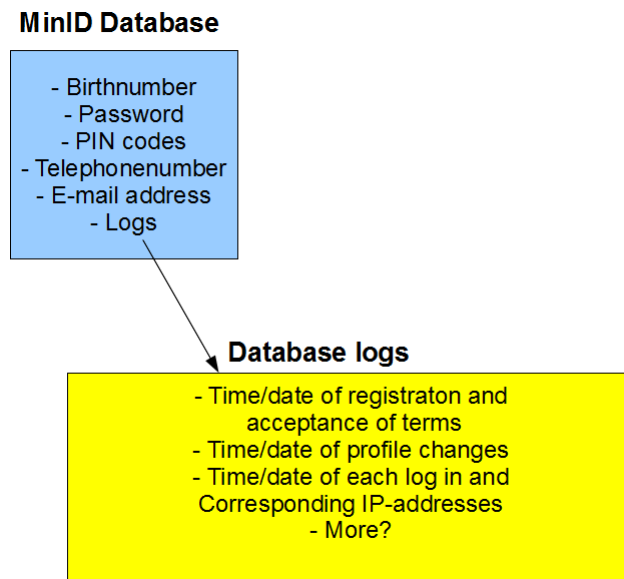 MinID Database
- Birthnumber
- Password
- PIN codes
- Telephonenumber
- E-mail address
- Logs
Database logs
- Time/date of registraton and
acceptance of terms
- Time/date of profile changes
- Time/date of each log in and
Corresponding IP-addresses
- More?